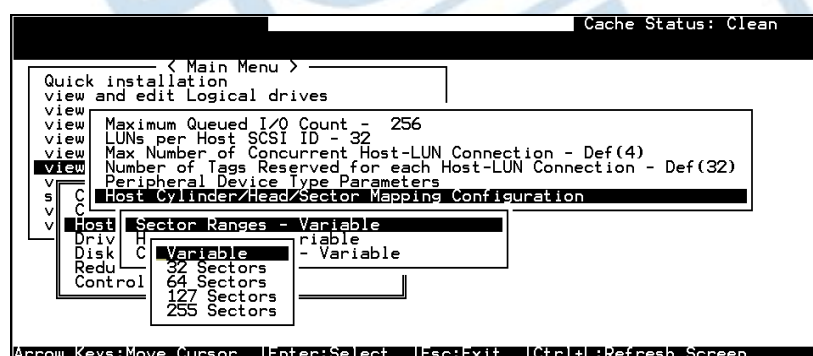 Cache Status: Clean
< Main Menu >
Quick installation
view and edit Logical drives
view
view Maximum Queued I/O Count - 256
view LUNs per Host SCSI ID - 32
view Max Number of Concurrent Host-LUN Connection - Def(4)
view Number of Tags Reserved for each Host-LUN Connection - Def(32)
v Peripheral Device Type Parameters
s C Host Cylinder/Head/Sector Mapping Configuration
v C
v Host Sector Ranges - Variable
Driv H riable
Disk C Variable - Variable
Redu 32 Sectors
Control 64 Sectors
127 Sectors
255 Sectors
Arrow Keys:Move Cursor |Enter:Select |Esc:Exit |Ctrl+L:Refresh Screen